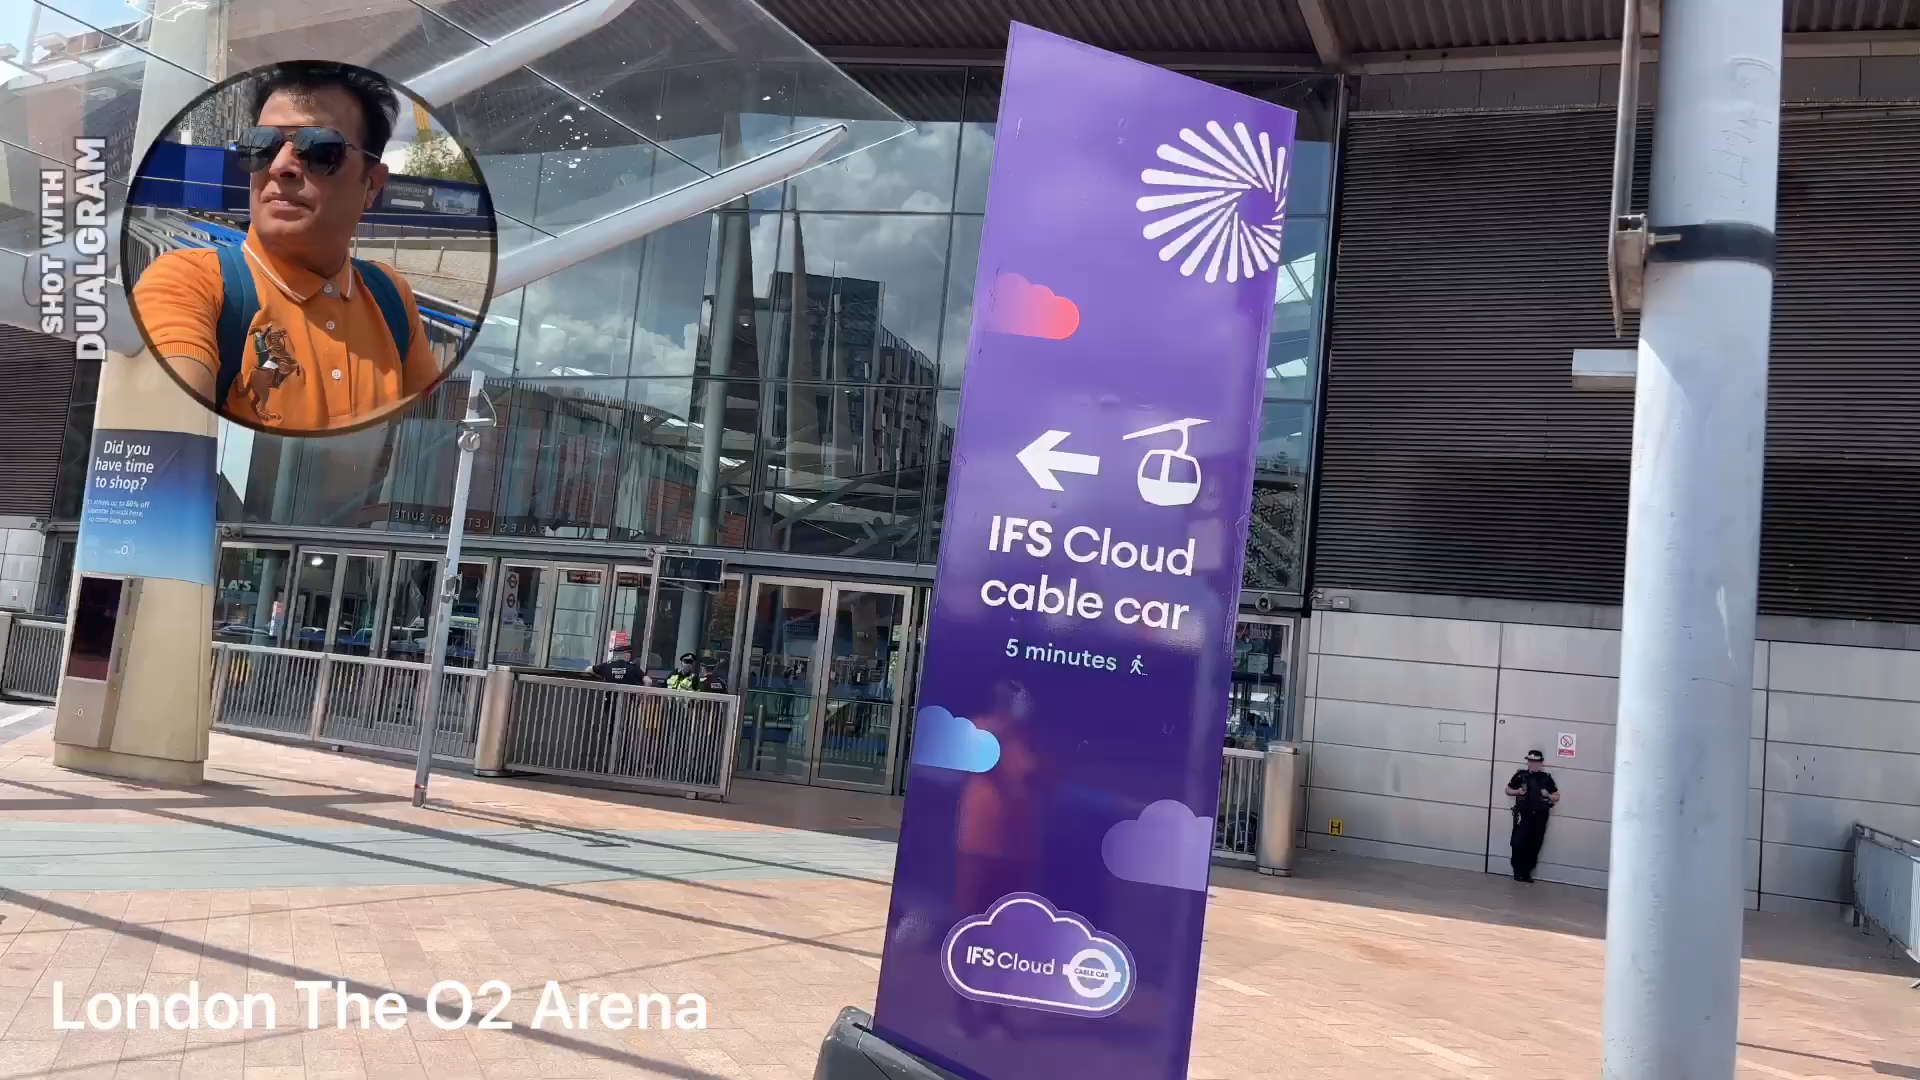 SHOT WITH
DUALGRAM
Did you
have time
to shop?
IFS Cloud
cable car
5 minutes
IFS Cloud
CABLE CAR
H
London The O2 Arena